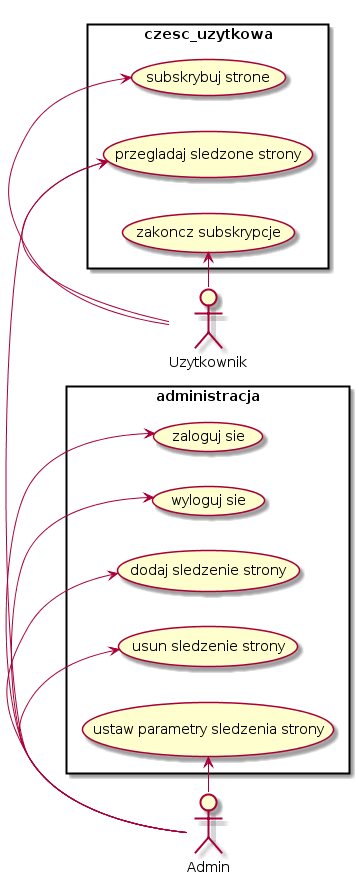 czesc_uzytkowa
subskrybuj strone
przegladaj sledzone strony
zakoncz subskrypcje
Uzytkownik
administracja
zaloguj sie
wyloguj sie
dodaj sledzenie strony
usun sledzenie strony
ustaw parametry sledzenia strony
Admin